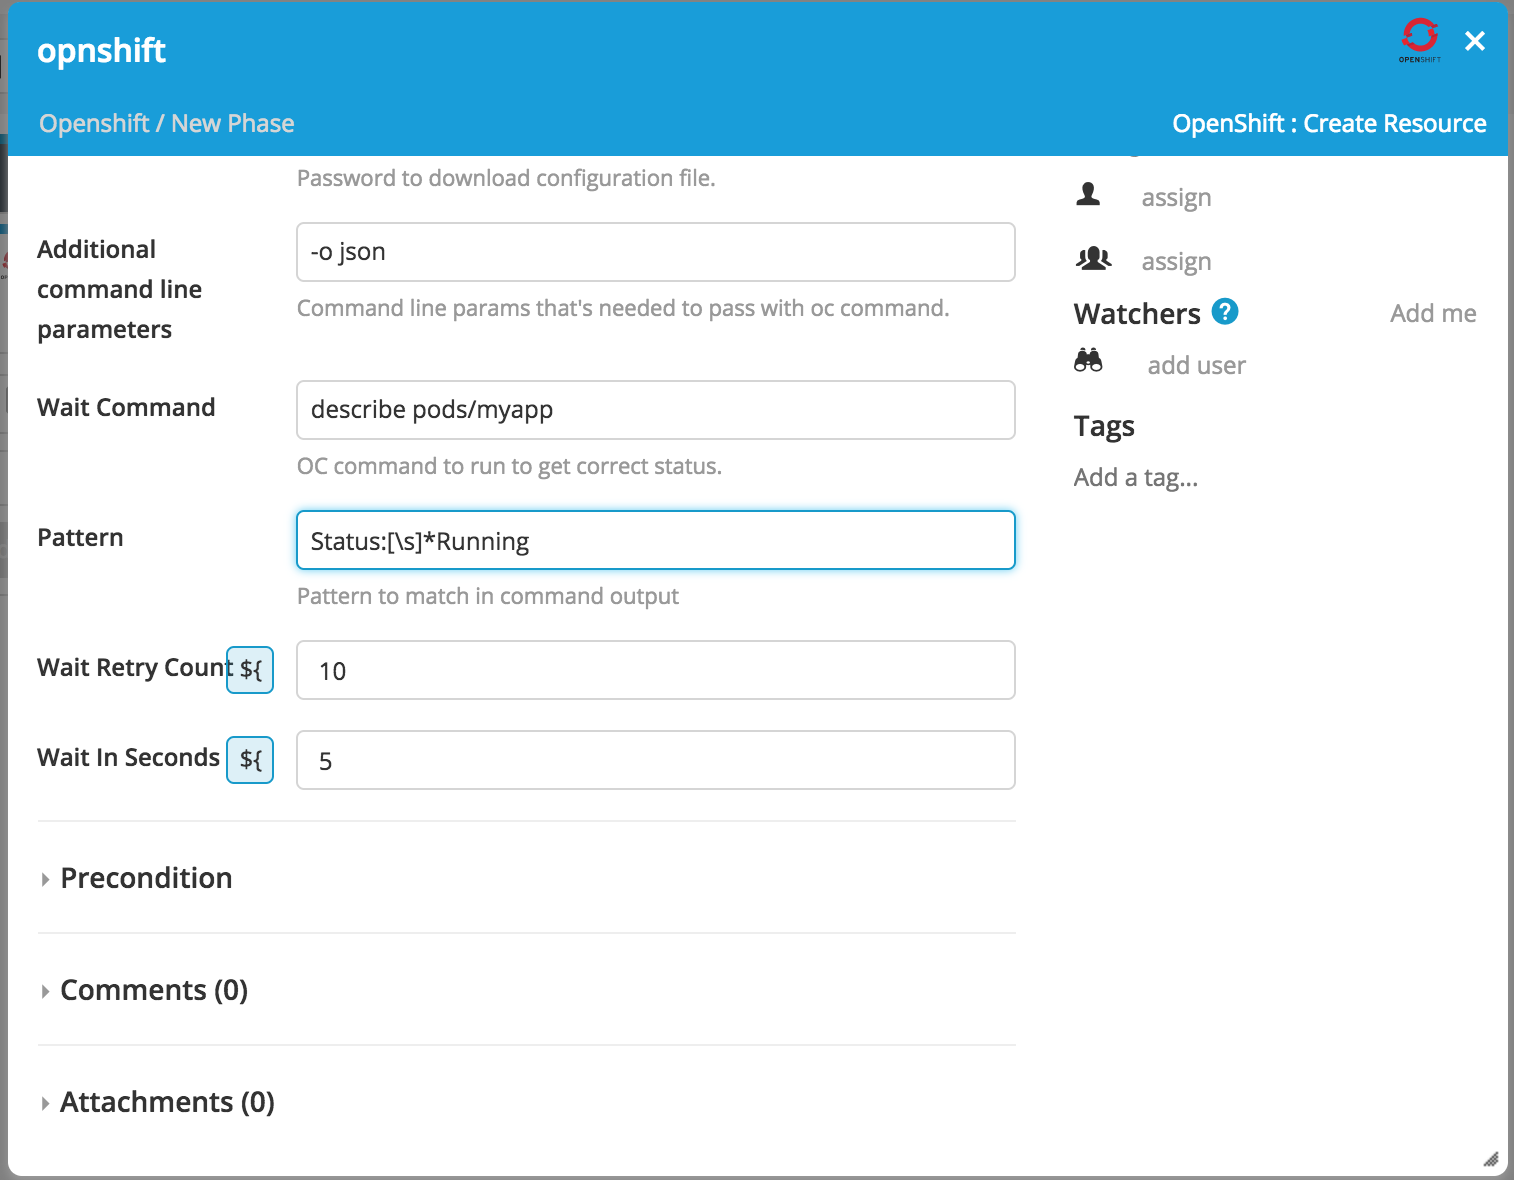 opnshift
OPENSHIFT
Openshift / New Phase
OpenShift : Create Resource
Password to download configuration file.
Additional command line parameters
-o json
Command line params that's needed to pass with oc command.
Wait Command
describe pods/myapp
OC command to run to get correct status.
Pattern
Status:[\s]*Running
Pattern to match in command output
Wait Retry Count
${
10
Wait In Seconds
${
5
Precondition
Comments (0)
Attachments (0)
assign
assign
Watchers ?
Add me
add user
Tags
Add a tag...